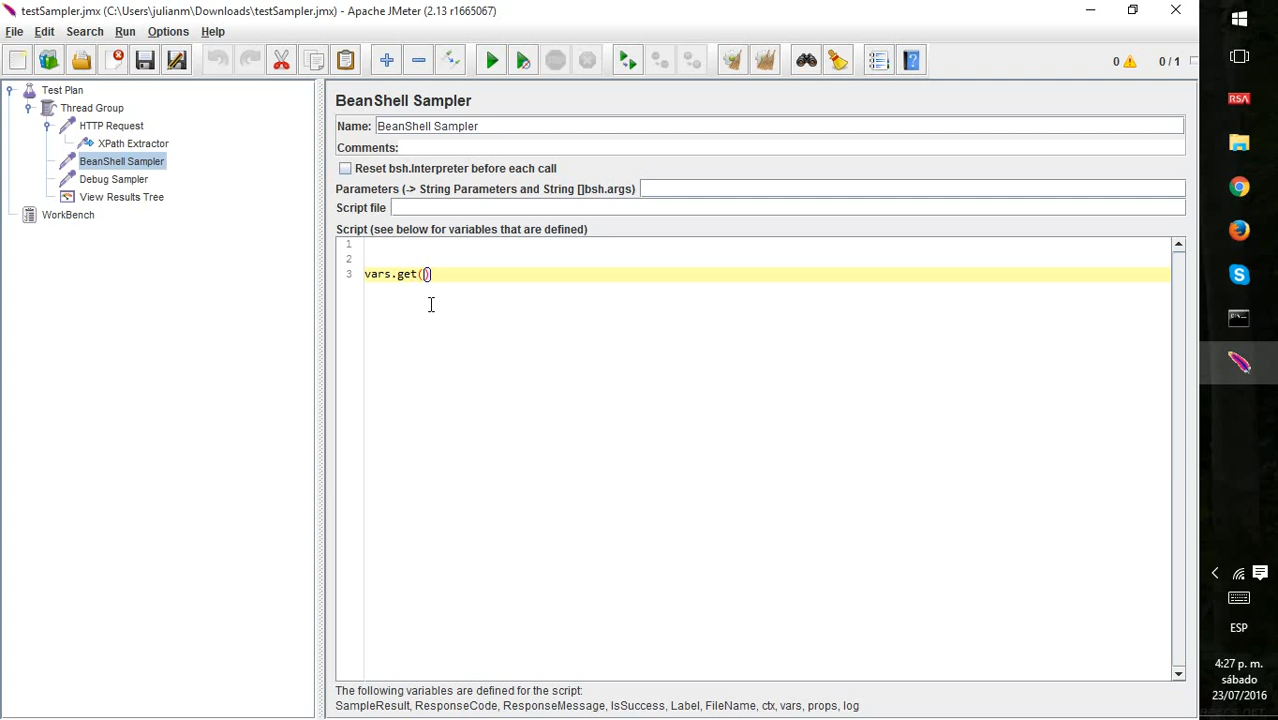 testSampler.jmx (C:\Users\julianm\Downloads\testSampler.jmx) - Apache JMeter (2.13 r1665067)
File Edit Search Run Options Help
0 0 / 1
Test Plan
Thread Group
HTTP Request
XPath Extractor
BeanShell Sampler
Debug Sampler
View Results Tree
WorkBench
BeanShell Sampler
Name: BeanShell Sampler
Comments:
Reset bsh.Interpreter before each call
Parameters (-> String Parameters and String []bsh.args)
Script file
Script (see below for variables that are defined)
1
2
3 vars.get()
The following variables are defined for the script:
SampleResult, ResponseCode, ResponseMessage, IsSuccess, Label, FileName, ctx, vars, props, log
RSA
ESP
4:27 p. m.
sábado
23/07/2016